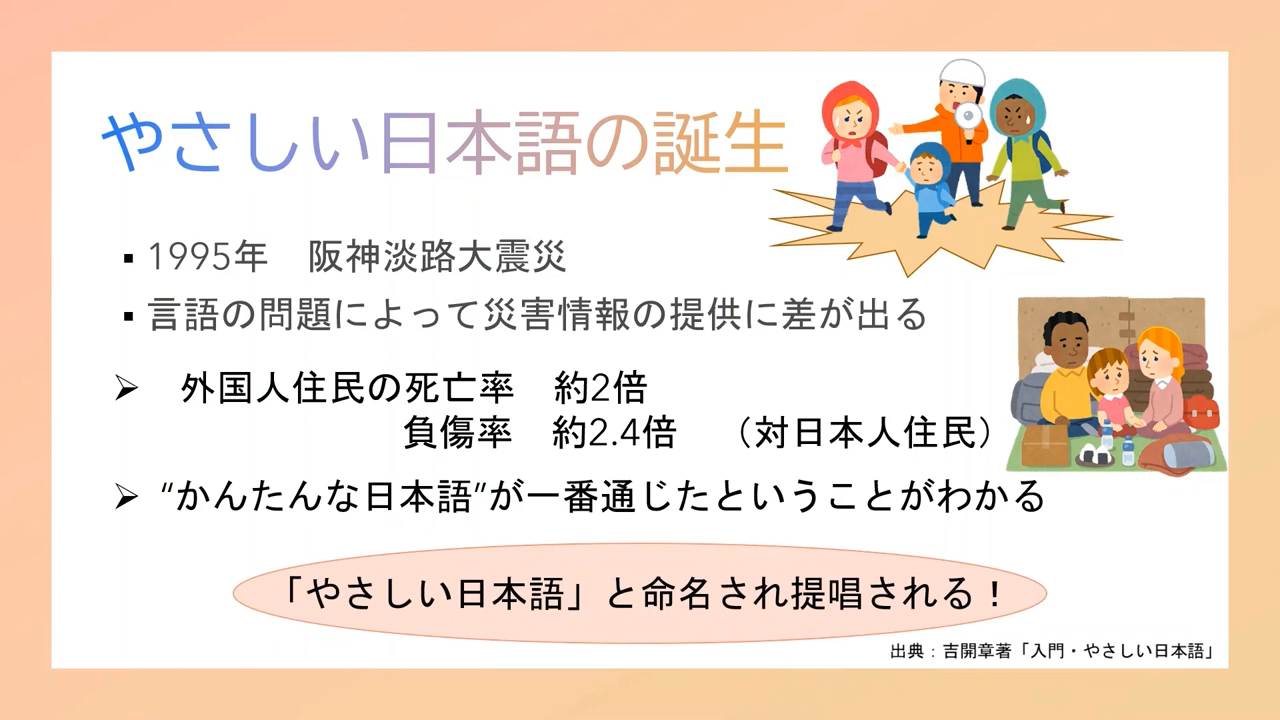 やさしい日本語の誕生
▪ 1995年　阪神淡路大震災
▪ 言語の問題によって災害情報の提供に差が出る
➢　外国人住民の死亡率　約2倍
負傷率　約2.4倍　（対日本人住民）
➢ “かんたんな日本語”が一番通じたということがわかる
「やさしい日本語」と命名され提唱される！
出典：吉開章著「入門・やさしい日本語」